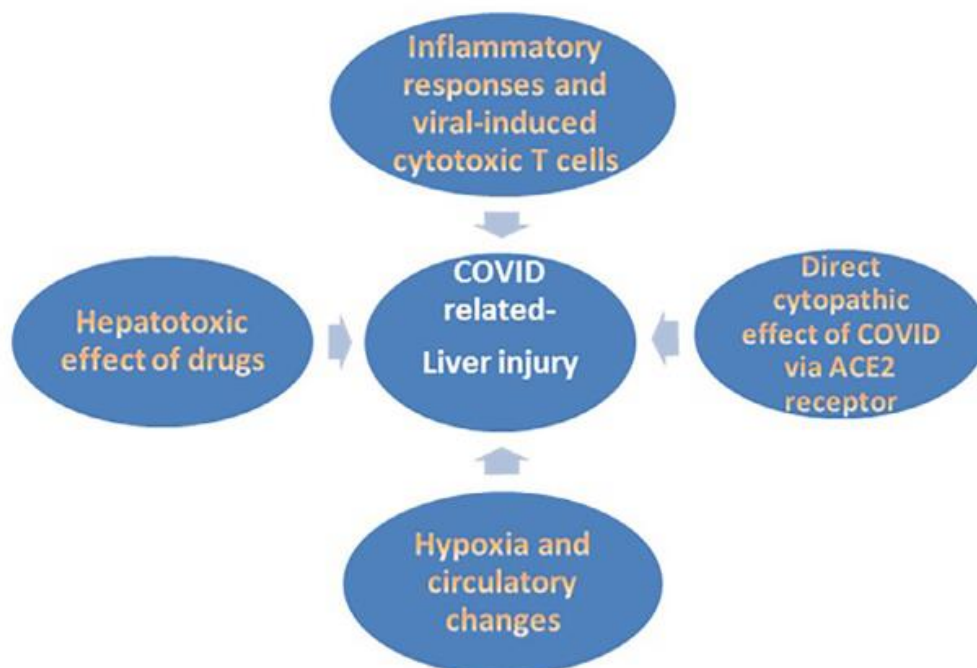 Inflammatory
responses and
viral-induced
cytotoxic T cells
Hepatotoxic
effect of drugs
COVID
related-
Liver injury
Direct
cytopathic
effect of COVID
via ACE2
receptor
Hypoxia and
circulatory
changes